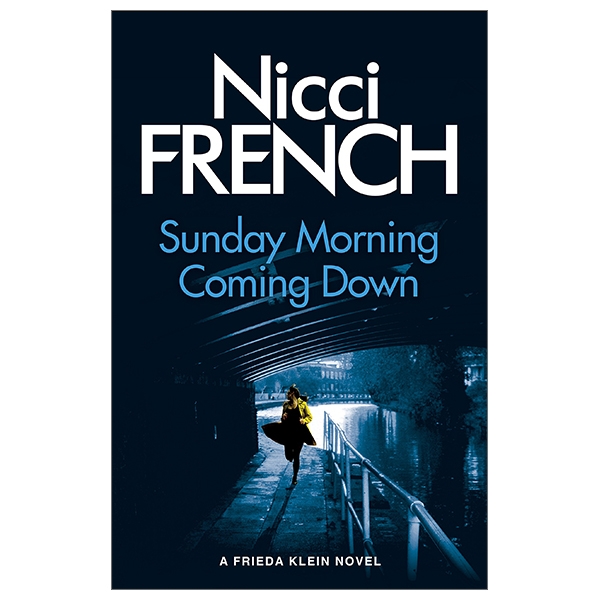 Nicci
FRENCH
Sunday Morning
Coming Down
A FRIEDA KLEIN NOVEL